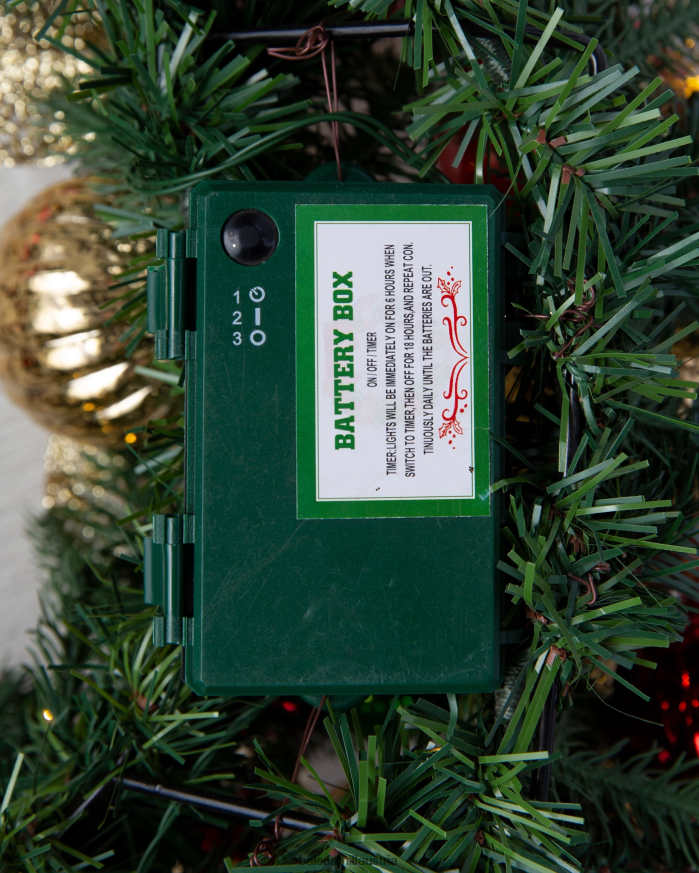 1
2
3
BATTERY BOX
ON / OFF / TIMER
TIMER:LIGHTS WILL BE IMMEDIATELY ON FOR 6 HOURS WHEN
SWITCH TO TIMER,THEN OFF FOR 18 HOURS,AND REPEAT CON.
TINUOUSLY DAILY UNTIL THE BATTERIES ARE OUT.